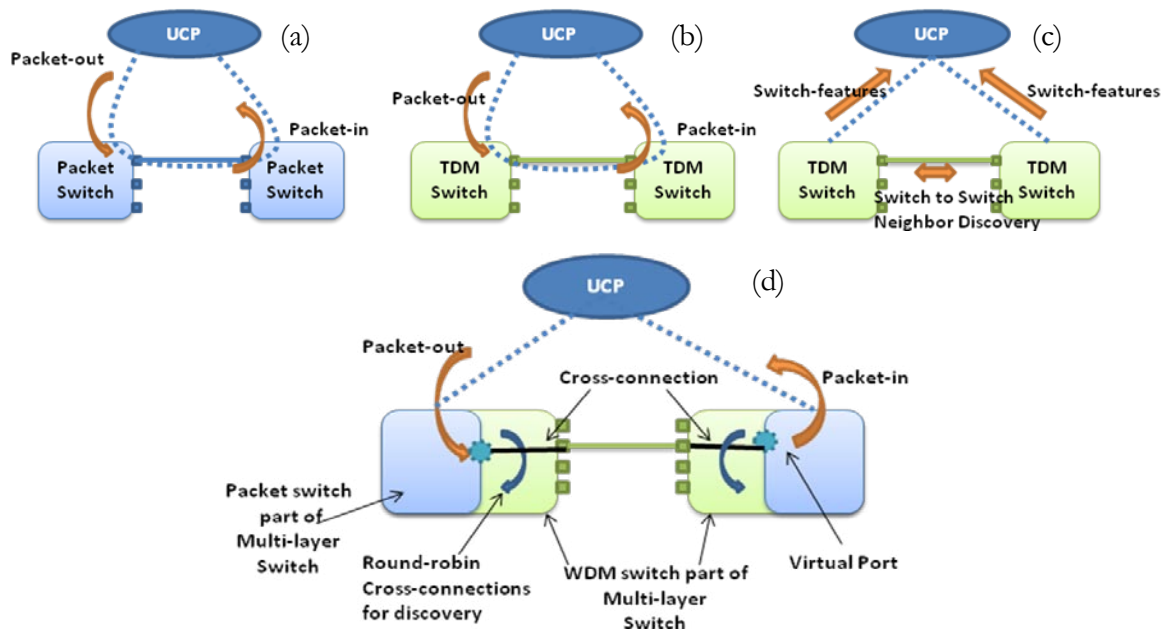 UCP
(a)
Packet-out
Packet-in
Packet
Switch
Packet
Switch
UCP
(b)
Packet-out
Packet-in
TDM
Switch
TDM
Switch
UCP
(c)
Switch-features
Switch-features
TDM
Switch
TDM
Switch
Switch to Switch
Neighbor Discovery
UCP
(d)
Packet-out
Packet-in
Cross-connection
Packet switch
part of
Multi-layer
Switch
Round-robin
Cross-connections
for discovery
WDM switch part of
Multi-layer
Switch
Virtual Port